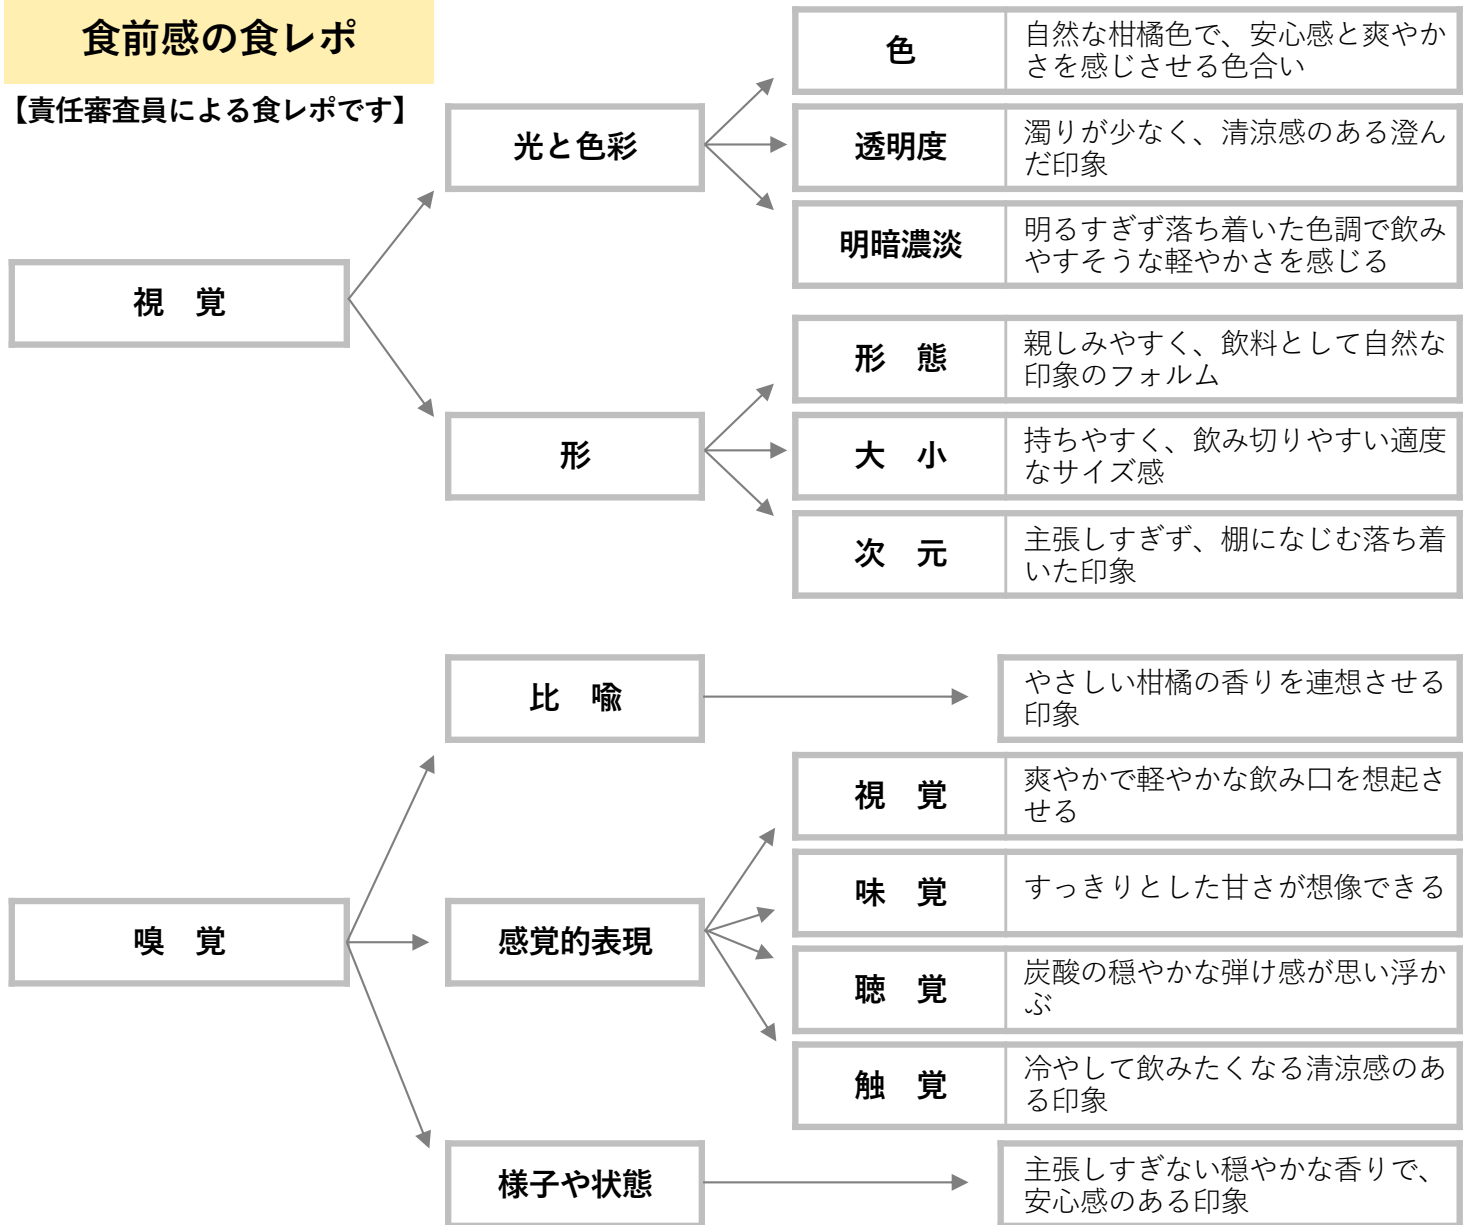 食前感の食レポ
【責任審査員による食レポです】
視　覚
光と色彩
色
自然な柑橘色で、安心感と爽やか
さを感じさせる色合い
透明度
濁りが少なく、清涼感のある澄ん
だ印象
明暗濃淡
明るすぎず落ち着いた色調で飲み
やすそうな軽やかさを感じる
形
形　態
親しみやすく、飲料として自然な
印象のフォルム
大　小
持ちやすく、飲み切りやすい適度
なサイズ感
次　元
主張しすぎず、棚になじむ落ち着
いた印象
嗅　覚
比　喩
やさしい柑橘の香りを連想させる
印象
感覚的表現
視　覚
爽やかで軽やかな飲み口を想起さ
せる
味　覚
すっきりとした甘さが想像できる
聴　覚
炭酸の穏やかな弾け感が思い浮か
ぶ
触　覚
冷やして飲みたくなる清涼感のあ
る印象
様子や状態
主張しすぎない穏やかな香りで、
安心感のある印象